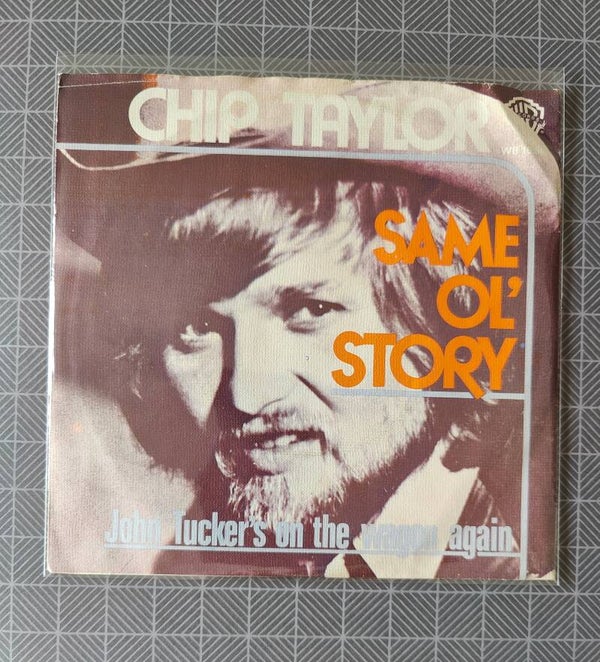 CHIP TAYLOR
SAME
OL'
STORY
John Tucker's on the wagon again